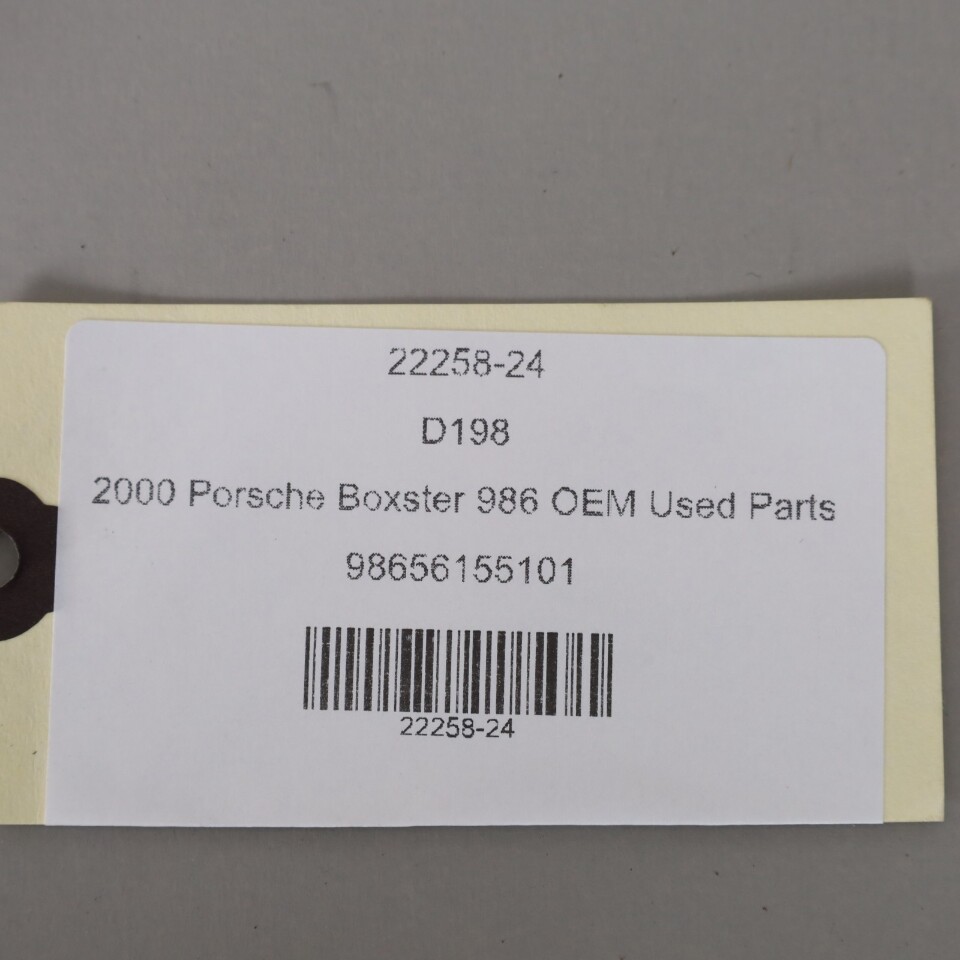 22258-24
D198
2000 Porsche Boxster 986 OEM Used Parts
98656155101
22258-24